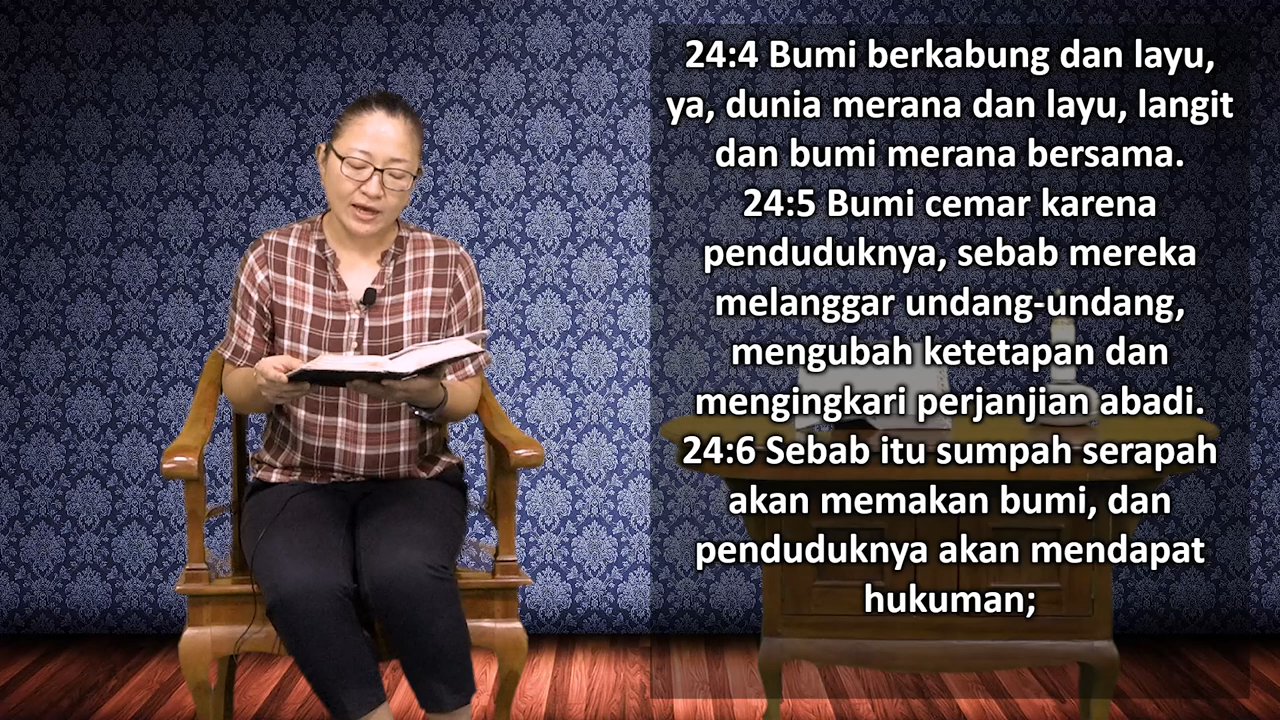 24:4 Bumi berkabung dan layu,
ya, dunia merana dan layu, langit
dan bumi merana bersama.
24:5 Bumi cemar karena
penduduknya, sebab mereka
melanggar undang-undang,
mengubah ketetapan dan
mengingkari perjanjian abadi.
24:6 Sebab itu sumpah serapah
akan memakan bumi, dan
penduduknya akan mendapat
hukuman;